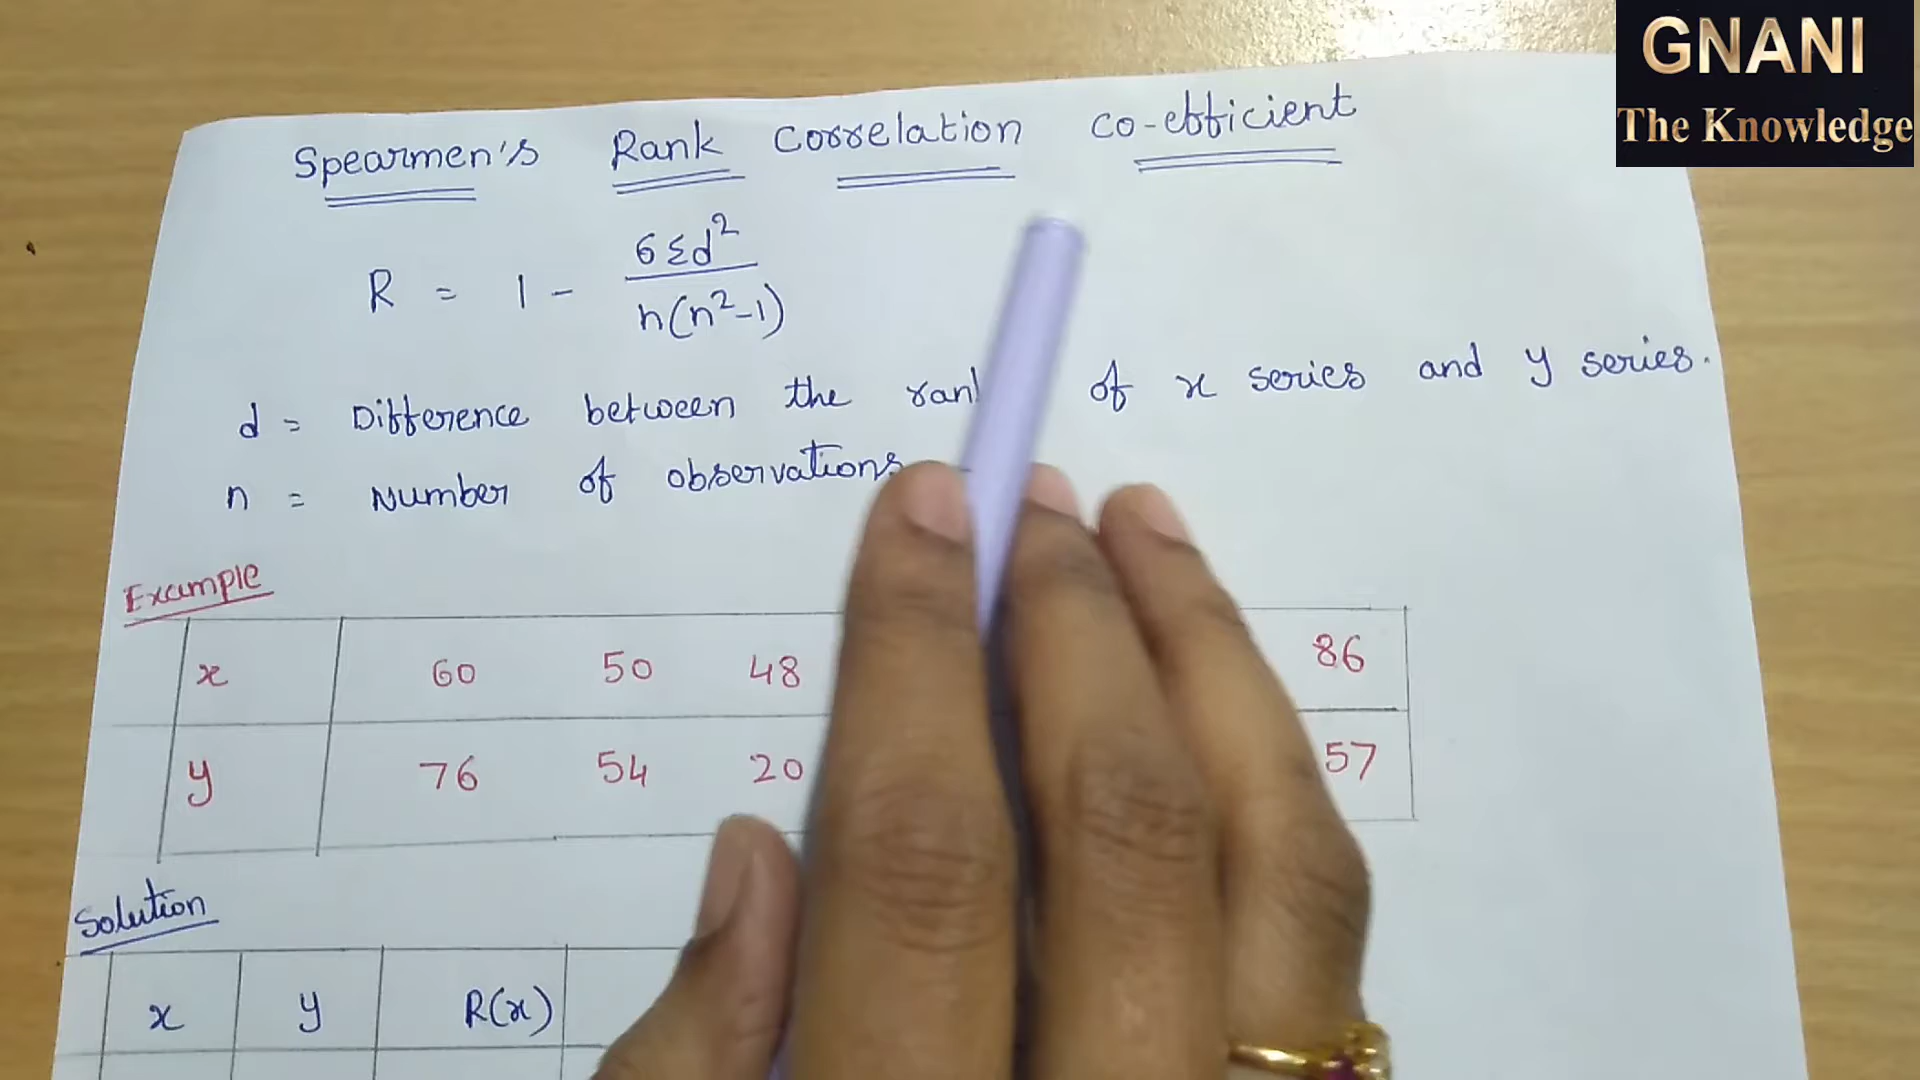 GNANI
The Knowledge
Spearmen's Rank Correlation co-efficient
R = 1 - 6Σd² / n(n²-1)
d = Difference between the of x series and y series.
n = Number of observations
Example
x 60 50 48 86
y 76 54 20 57
Solution
x y R(x)